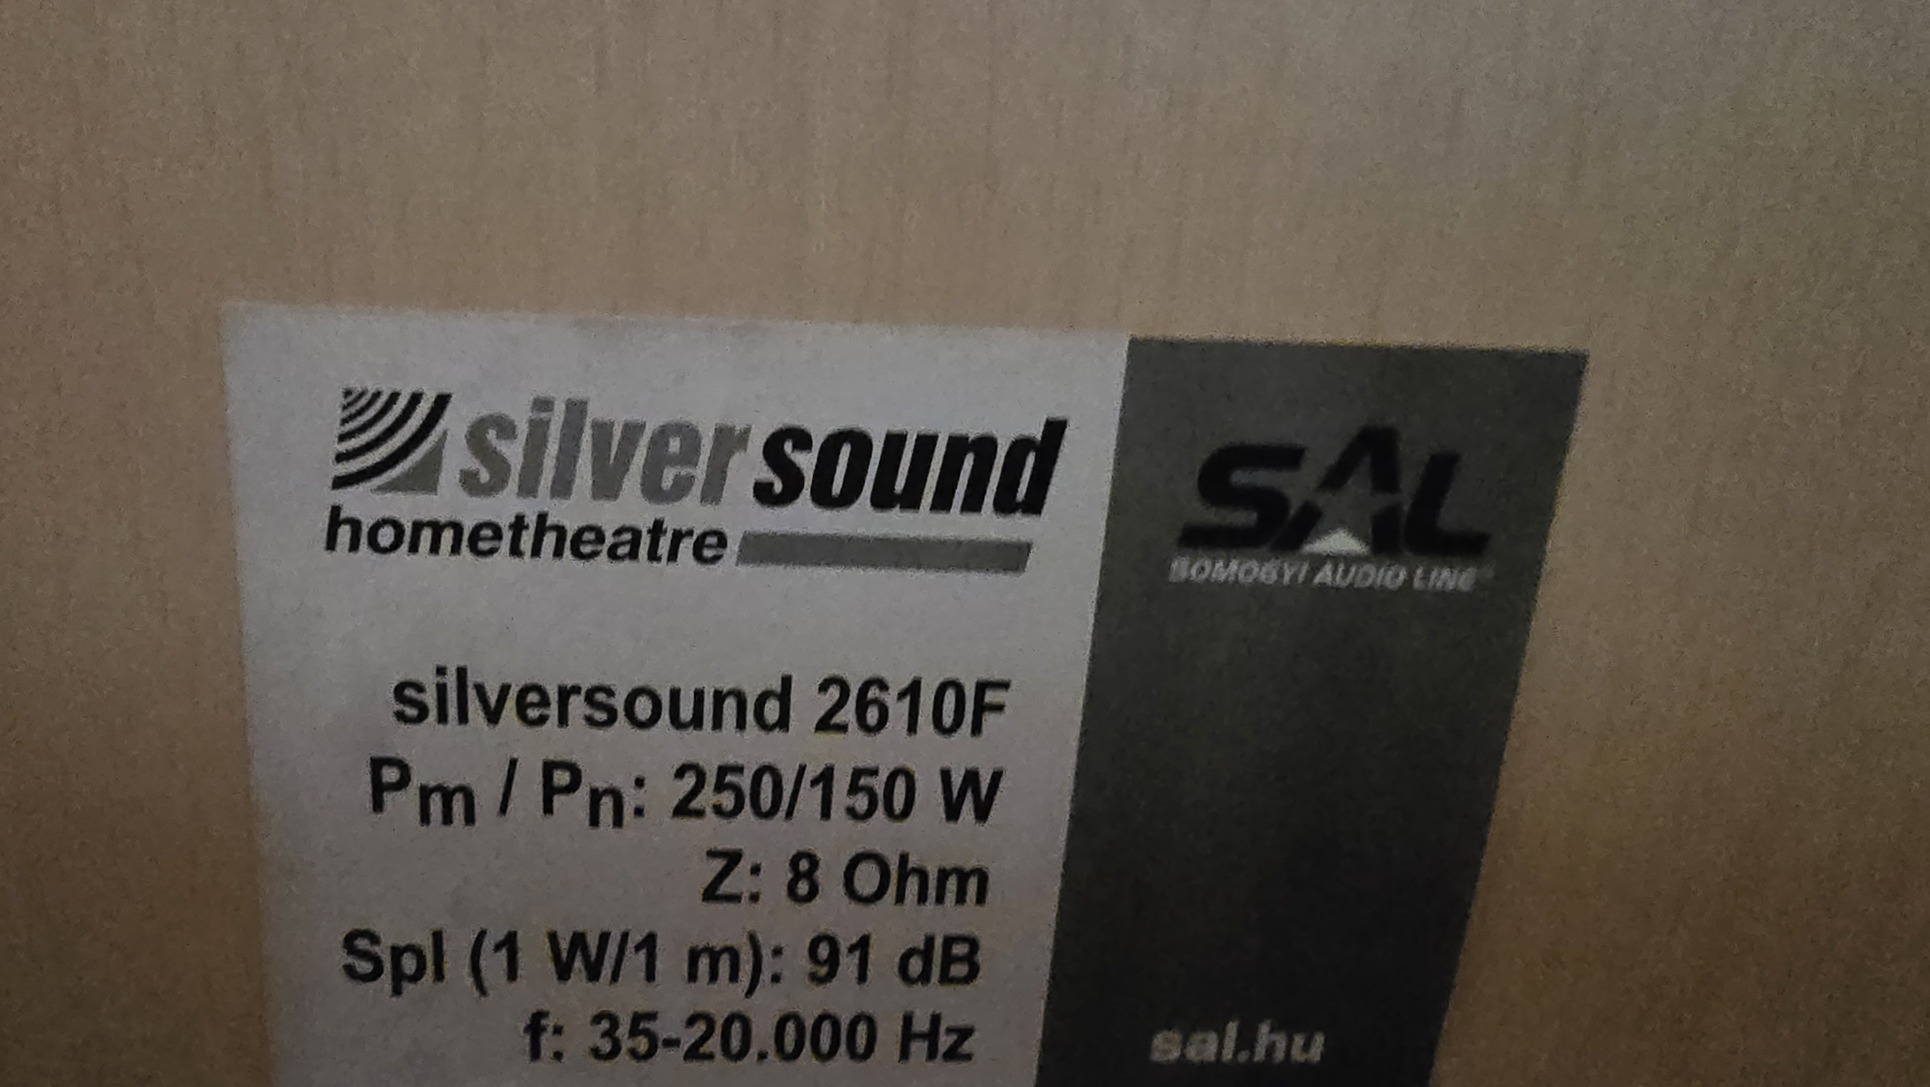 silversound
hometheatre
SAL
SOMOGYI AUDIO LINE
silversound 2610F
Pm / Pn: 250/150 W
Z: 8 Ohm
Spl (1 W/1 m): 91 dB
f: 35-20.000 Hz
sal.hu